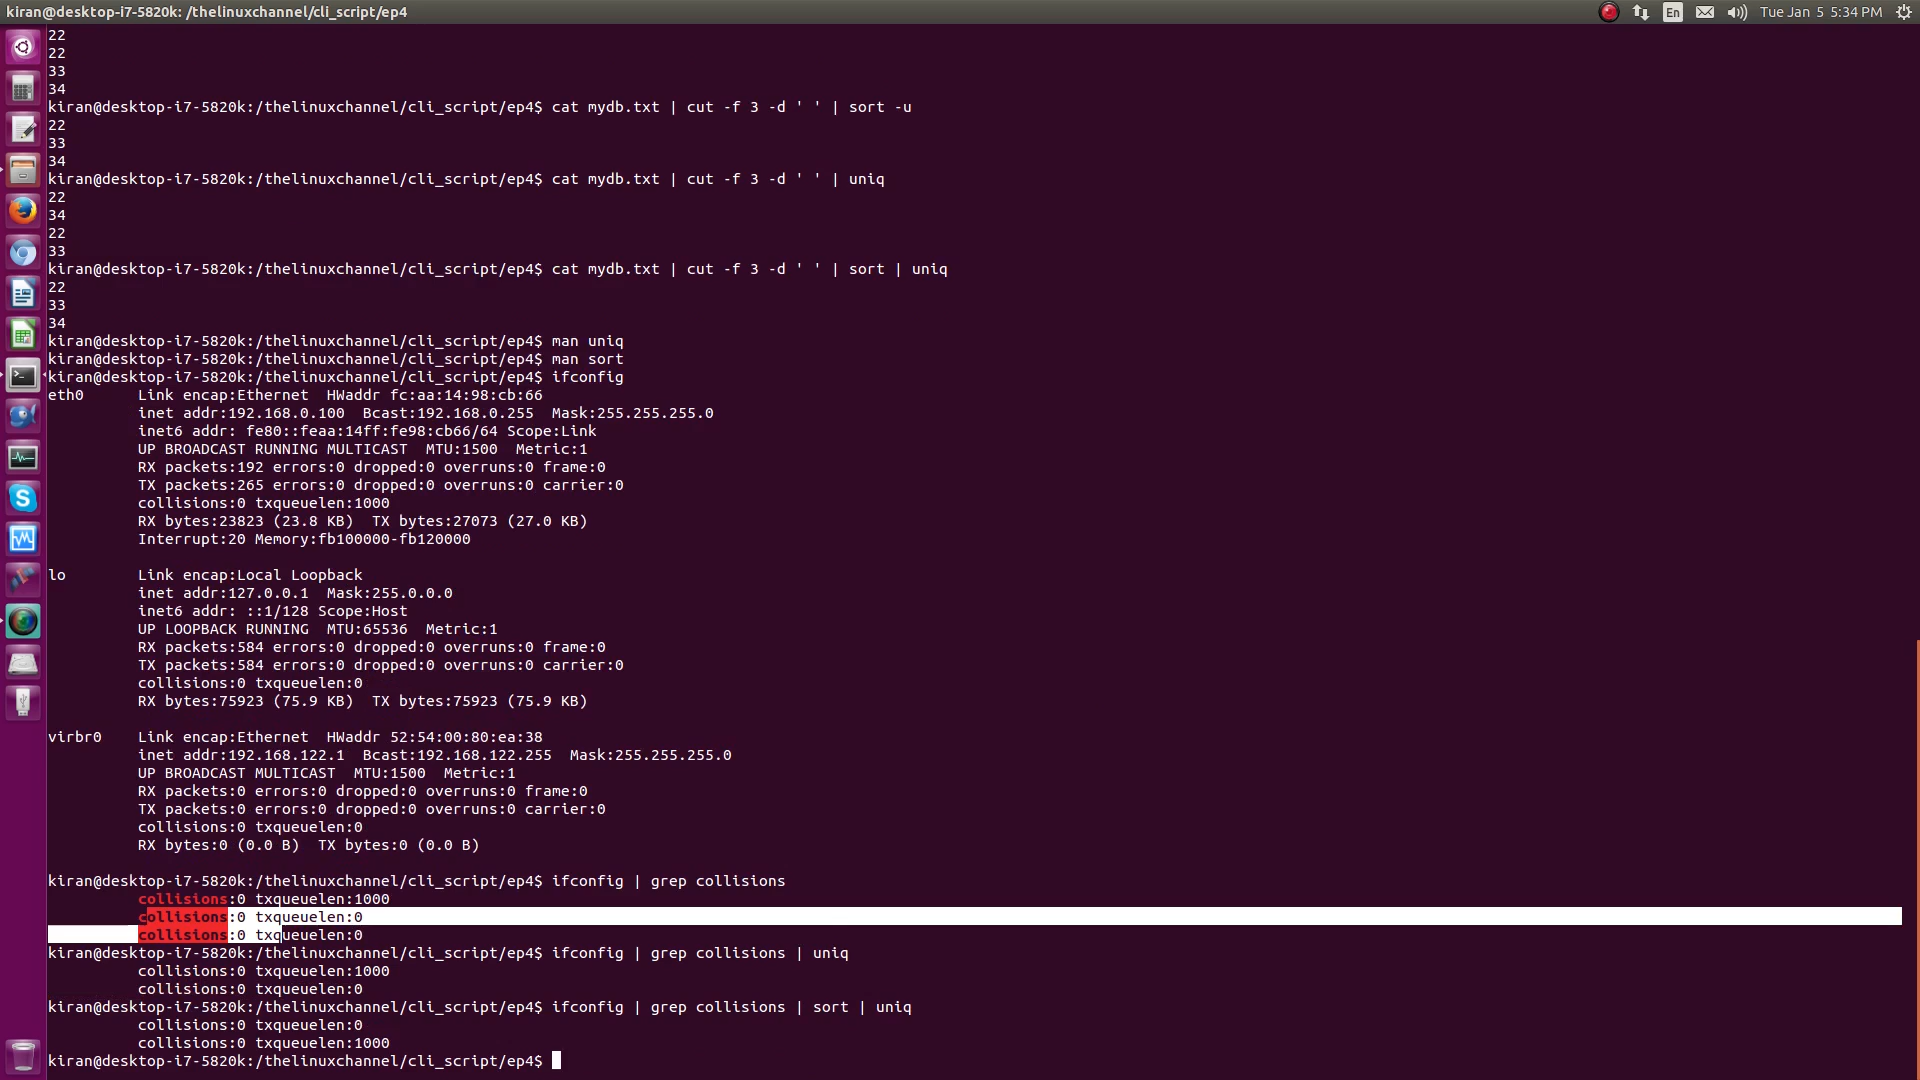 kiran@desktop-i7-5820k: /thelinuxchannel/cli_script/ep4
En
Tue Jan 5 5:34 PM
22
22
33
34
kiran@desktop-i7-5820k:/thelinuxchannel/cli_script/ep4$ cat mydb.txt | cut -f 3 -d ' ' | sort -u
22
33
34
kiran@desktop-i7-5820k:/thelinuxchannel/cli_script/ep4$ cat mydb.txt | cut -f 3 -d ' ' | uniq
22
34
22
33
kiran@desktop-i7-5820k:/thelinuxchannel/cli_script/ep4$ cat mydb.txt | cut -f 3 -d ' ' | sort | uniq
22
33
34
kiran@desktop-i7-5820k:/thelinuxchannel/cli_script/ep4$ man uniq
kiran@desktop-i7-5820k:/thelinuxchannel/cli_script/ep4$ man sort
kiran@desktop-i7-5820k:/thelinuxchannel/cli_script/ep4$ ifconfig
eth0      Link encap:Ethernet  HWaddr fc:aa:14:98:cb:66
          inet addr:192.168.0.100  Bcast:192.168.0.255  Mask:255.255.255.0
          inet6 addr: fe80::feaa:14ff:fe98:cb66/64 Scope:Link
          UP BROADCAST RUNNING MULTICAST  MTU:1500  Metric:1
          RX packets:192 errors:0 dropped:0 overruns:0 frame:0
          TX packets:265 errors:0 dropped:0 overruns:0 carrier:0
          collisions:0 txqueuelen:1000
          RX bytes:23823 (23.8 KB)  TX bytes:27073 (27.0 KB)
          Interrupt:20 Memory:fb100000-fb120000
lo        Link encap:Local Loopback
          inet addr:127.0.0.1  Mask:255.0.0.0
          inet6 addr: ::1/128 Scope:Host
          UP LOOPBACK RUNNING  MTU:65536  Metric:1
          RX packets:584 errors:0 dropped:0 overruns:0 frame:0
          TX packets:584 errors:0 dropped:0 overruns:0 carrier:0
          collisions:0 txqueuelen:0
          RX bytes:75923 (75.9 KB)  TX bytes:75923 (75.9 KB)
virbr0    Link encap:Ethernet  HWaddr 52:54:00:80:ea:38
          inet addr:192.168.122.1  Bcast:192.168.122.255  Mask:255.255.255.0
          UP BROADCAST MULTICAST  MTU:1500  Metric:1
          RX packets:0 errors:0 dropped:0 overruns:0 frame:0
          TX packets:0 errors:0 dropped:0 overruns:0 carrier:0
          collisions:0 txqueuelen:0
          RX bytes:0 (0.0 B)  TX bytes:0 (0.0 B)
kiran@desktop-i7-5820k:/thelinuxchannel/cli_script/ep4$ ifconfig | grep collisions
          collisions:0 txqueuelen:1000
          collisions:0 txqueuelen:0
          collisions:0 txqueuelen:0
kiran@desktop-i7-5820k:/thelinuxchannel/cli_script/ep4$ ifconfig | grep collisions | uniq
          collisions:0 txqueuelen:1000
          collisions:0 txqueuelen:0
kiran@desktop-i7-5820k:/thelinuxchannel/cli_script/ep4$ ifconfig | grep collisions | sort | uniq
          collisions:0 txqueuelen:0
          collisions:0 txqueuelen:1000
kiran@desktop-i7-5820k:/thelinuxchannel/cli_script/ep4$